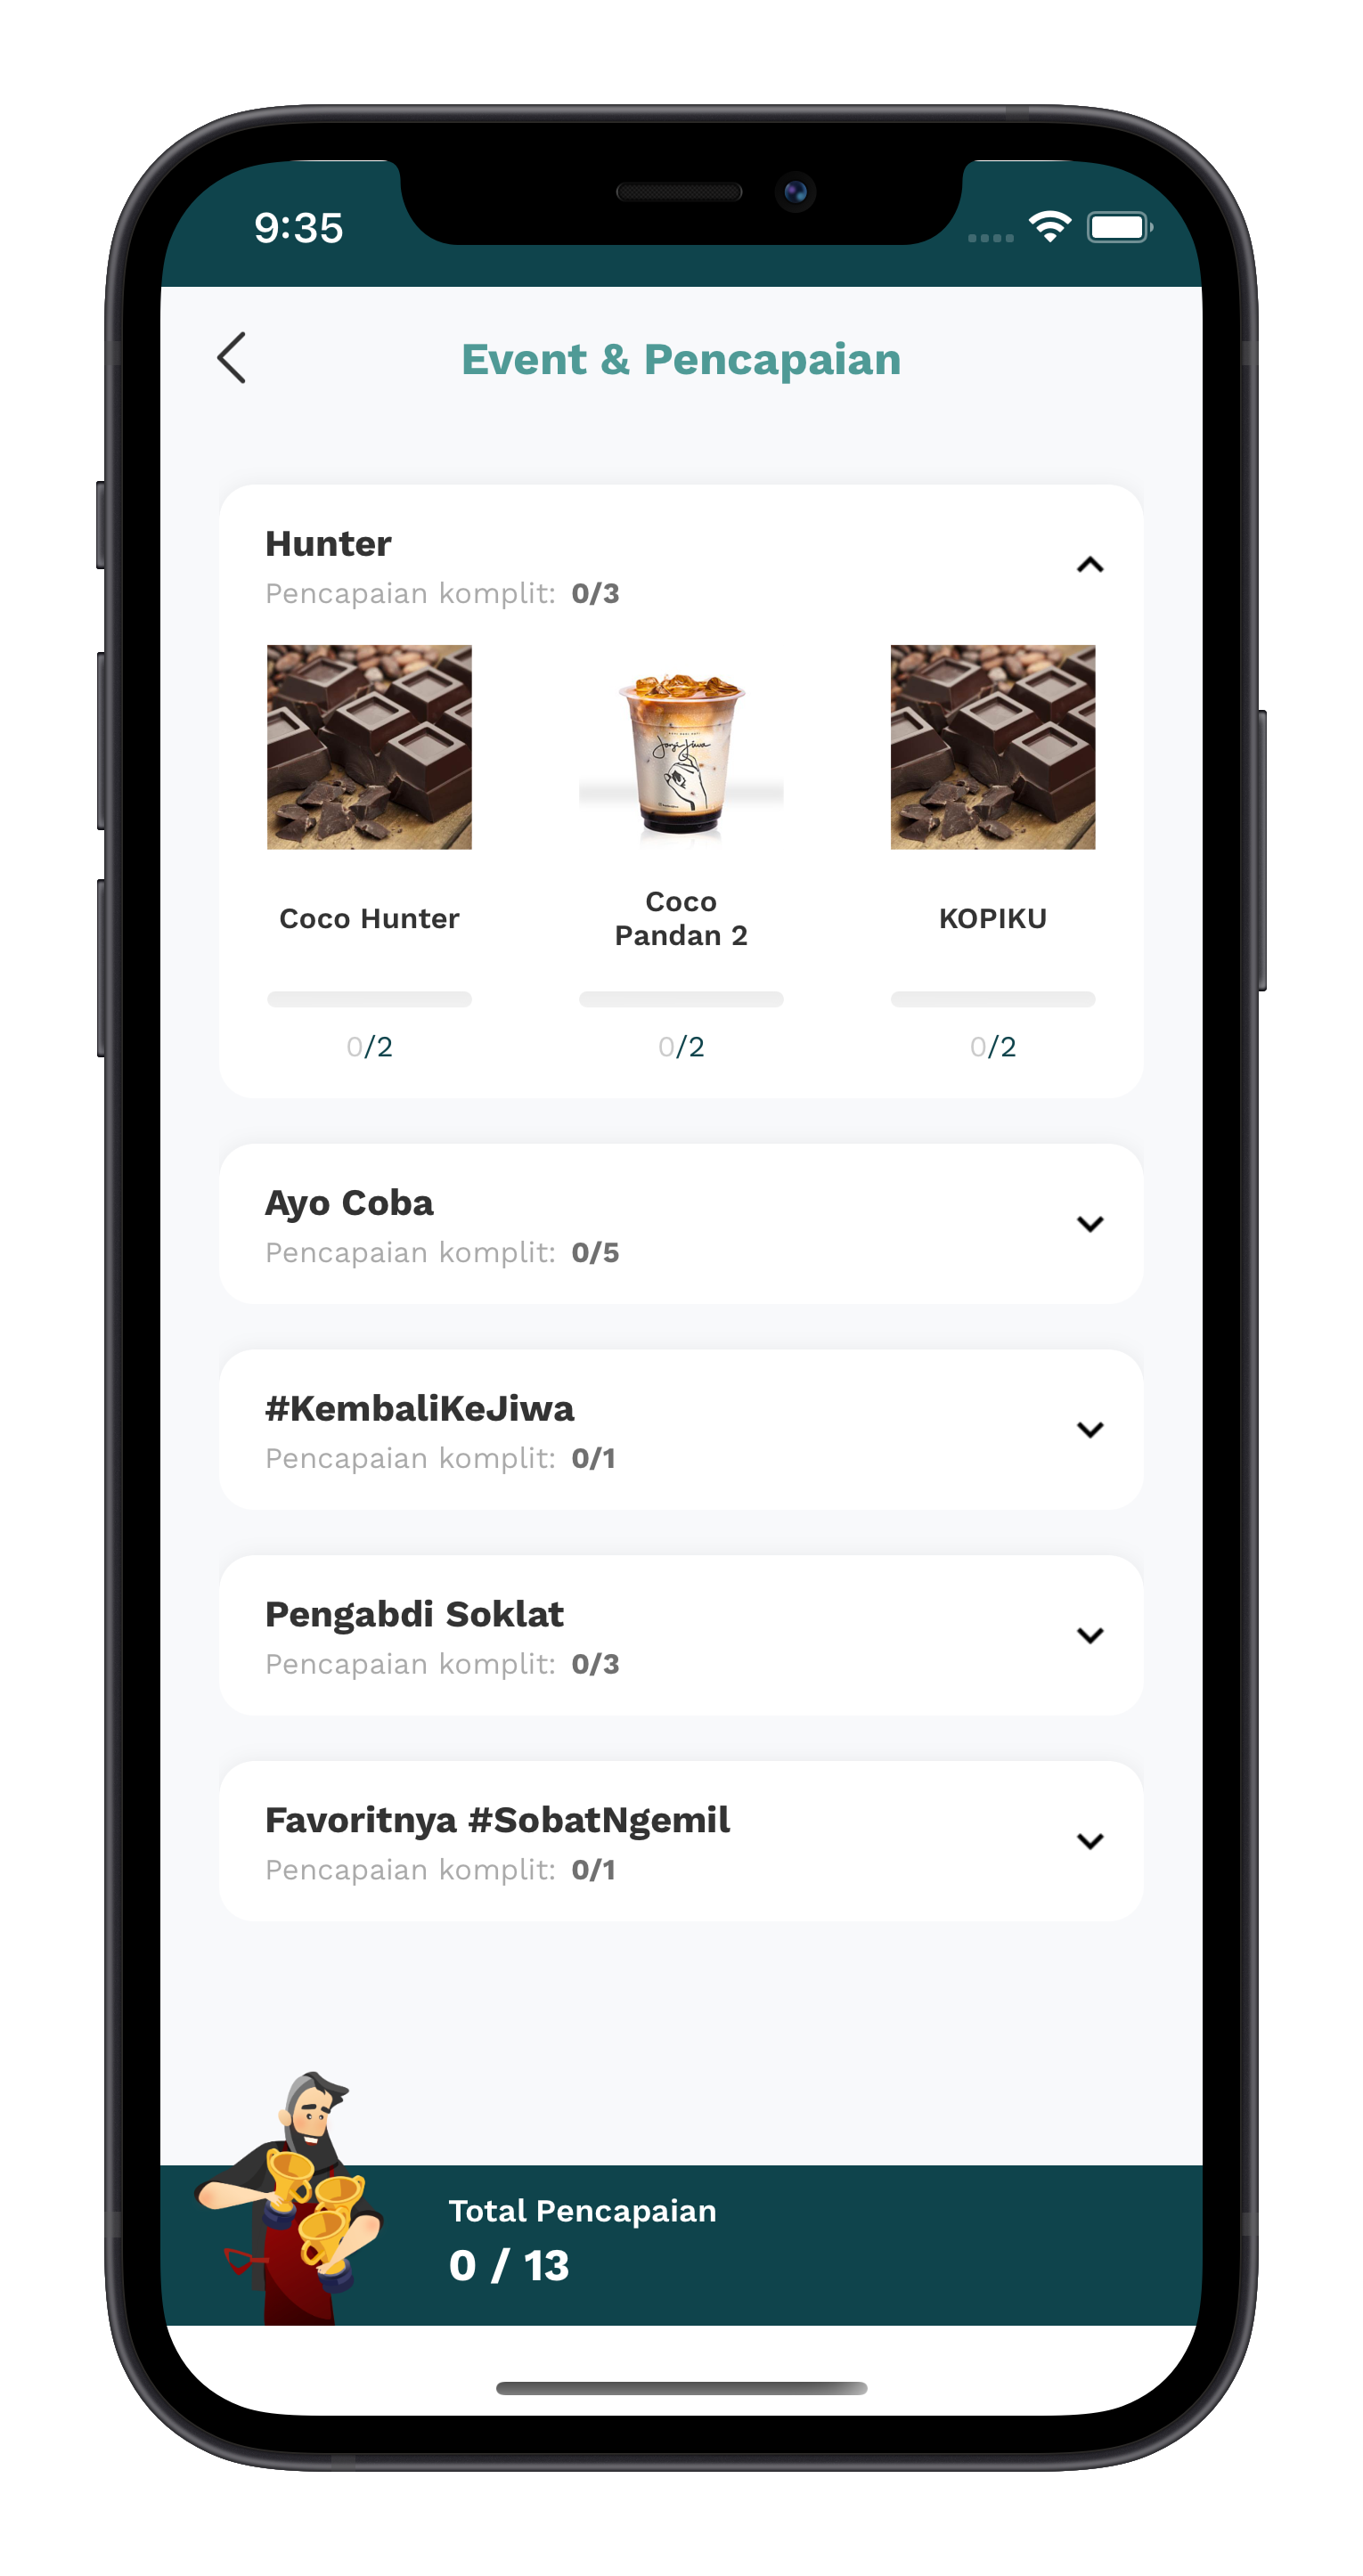 9:35
Event & Pencapaian
Hunter
Pencapaian komplit: 0/3
Jiwa
Coco Hunter
Coco
Pandan 2
KOPIKU
0/2
0/2
0/2
Ayo Coba
Pencapaian komplit: 0/5
#KembaliKeJiwa
Pencapaian komplit: 0/1
Pengabdi Soklat
Pencapaian komplit: 0/3
Favoritnya #SobatNgemil
Pencapaian komplit: 0/1
Total Pencapaian
0 / 13